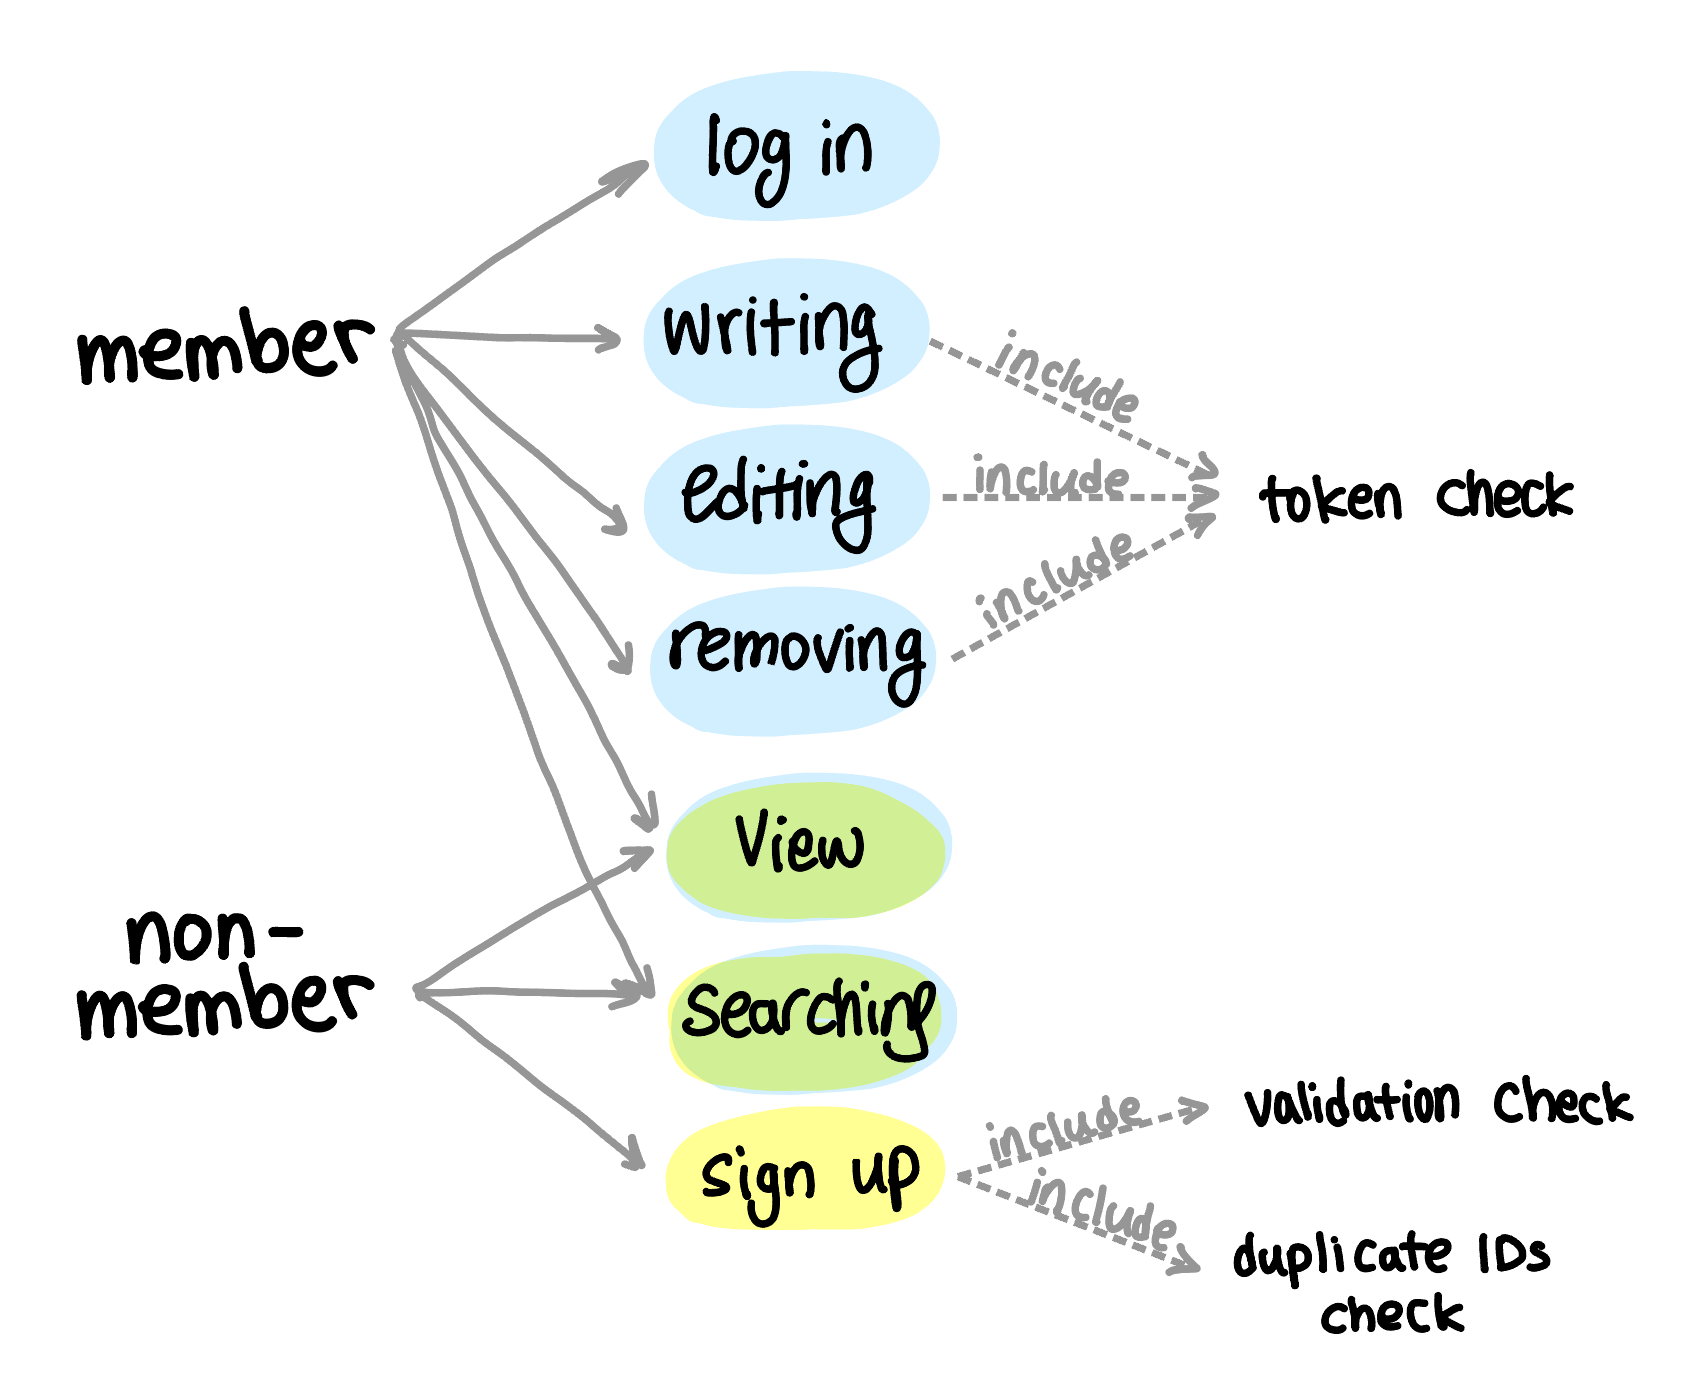 log in
member
writing
include
editing
include
token check
removing
include
View
non-
member
searching
sign up
include
validation check
include
duplicate IDs
check